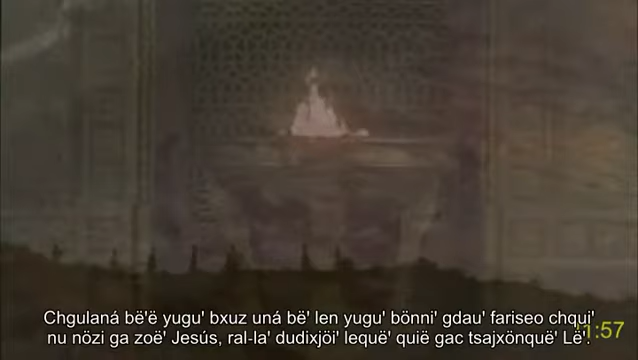 Chgulaná bë'ë yugu' bxuz uná bë' len yugu' bönni' gdau' fariseo chqui'
nu nözi ga zoë' Jesús, ral-la' dudixjöi' lequë' quië gac tsajxönquë' Lë'.
1:57